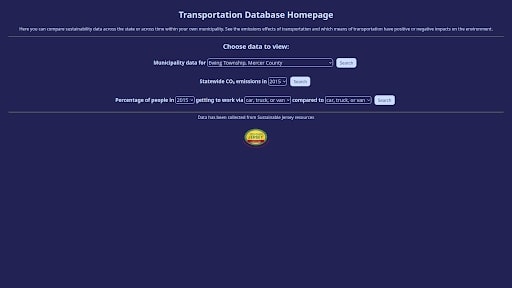 Transportation Database Homepage
Here you can compare sustainability data across the state or across time within your own municipality. See the emissions effects of transportation and which means of transportation have positive or negative impacts on the environment.
Choose data to view:
Municipality data for Ewing Township, Mercer County Search
Statewide CO₂ emissions in 2015 Search
Percentage of people in 2015 getting to work via car, truck, or van compared to car, truck, or van Search
Data has been collected from Sustainable Jersey resources
JERSEY